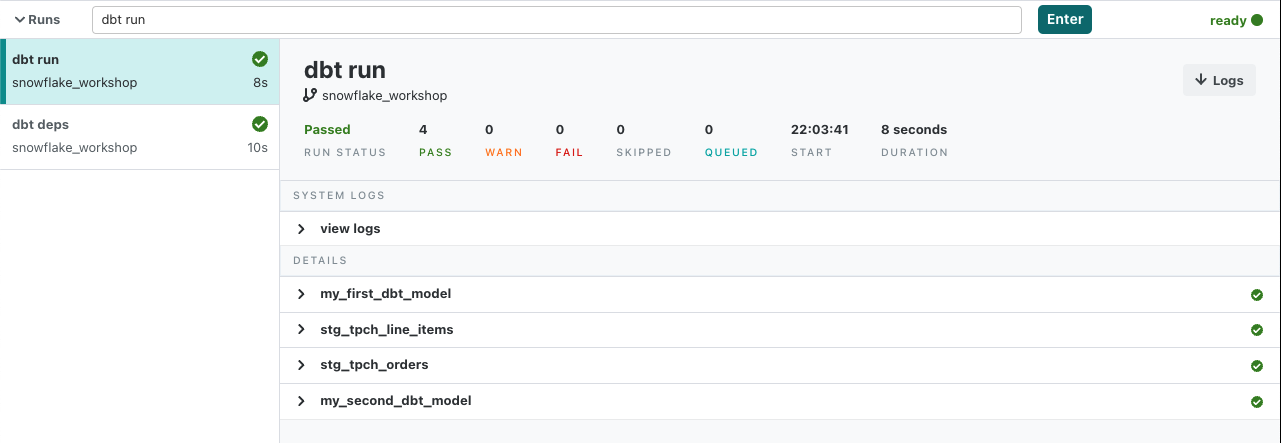 Runs dbt run Enter ready
dbt run
snowflake_workshop 8s
dbt deps
snowflake_workshop 10s
dbt run
snowflake_workshop
Logs
Passed 4 0 0 0 0 22:03:41 8 seconds
RUN STATUS PASS WARN FAIL SKIPPED QUEUED START DURATION
SYSTEM LOGS
view logs
DETAILS
my_first_dbt_model
stg_tpch_line_items
stg_tpch_orders
my_second_dbt_model